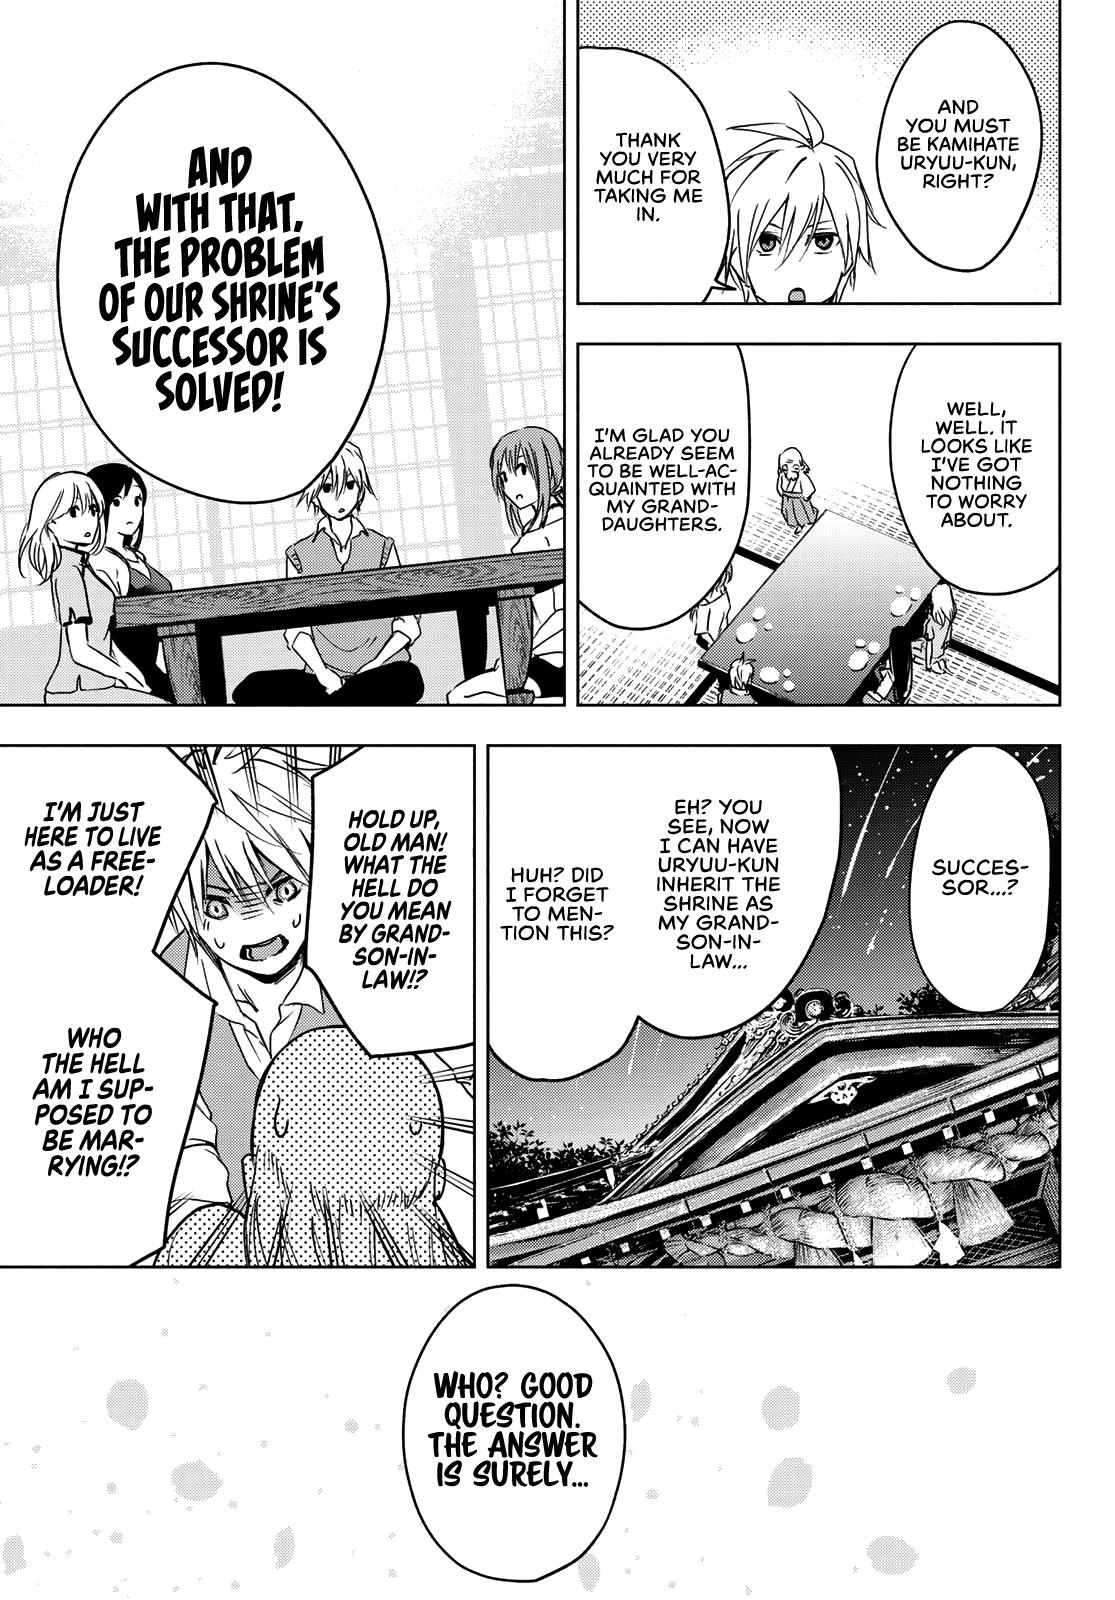 AND
YOU MUST
BE KAMIHATE
URYUU-KUN,
RIGHT?
THANK
YOU VERY
MUCH FOR
TAKING ME
IN.
WELL,
WELL. IT
LOOKS LIKE
I'VE GOT
NOTHING
TO WORRY
ABOUT.
I'M GLAD YOU
ALREADY SEEM
TO BE WELL-AC-
QUAINTED WITH
MY GRAND-
DAUGHTERS.
AND
WITH THAT,
THE PROBLEM
OF OUR SHRINE'S
SUCCESSOR IS
SOLVED!
SUCCES-
SOR...?
EH? YOU
SEE, NOW
I CAN HAVE
URYUU-KUN
INHERIT THE
SHRINE AS
MY GRAND-
SON-IN-
LAW...
HUH? DID
I FORGET
TO MEN-
TION THIS?
HOLD UP,
OLD MAN!
WHAT THE
HELL DO
YOU MEAN
BY GRAND-
SON-IN-
LAW!?
I'M JUST
HERE TO LIVE
AS A FREE-
LOADER!
WHO
THE HELL
AM I SUP-
POSED TO
BE MAR-
RYING!?
WHO? GOOD
QUESTION.
THE ANSWER
IS SURELY...